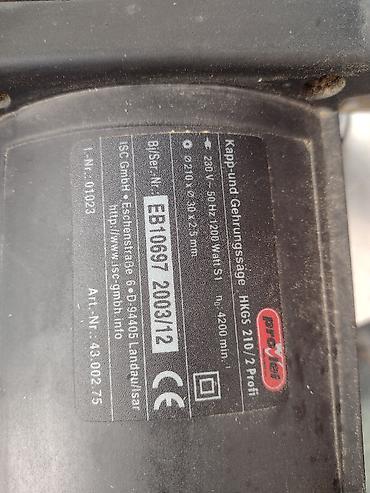 pro/iet
Kapp-und Gehrungssäge HKGS 210/2 Profi
230 V ~ 50 Hz 1200 Watt S1 n₀: 4200 min.⁻¹
Ø 210 x Ø 30 x 2,5 mm
Bj/Ser.-Nr.: EB10697 2003/12 CE
ISC GmbH • Eschenstraße 6 • D-94405 Landau/Isar
http://www.isc-gmbh.info
I.-Nr.: 01023 Art.-Nr.: 43.002.75